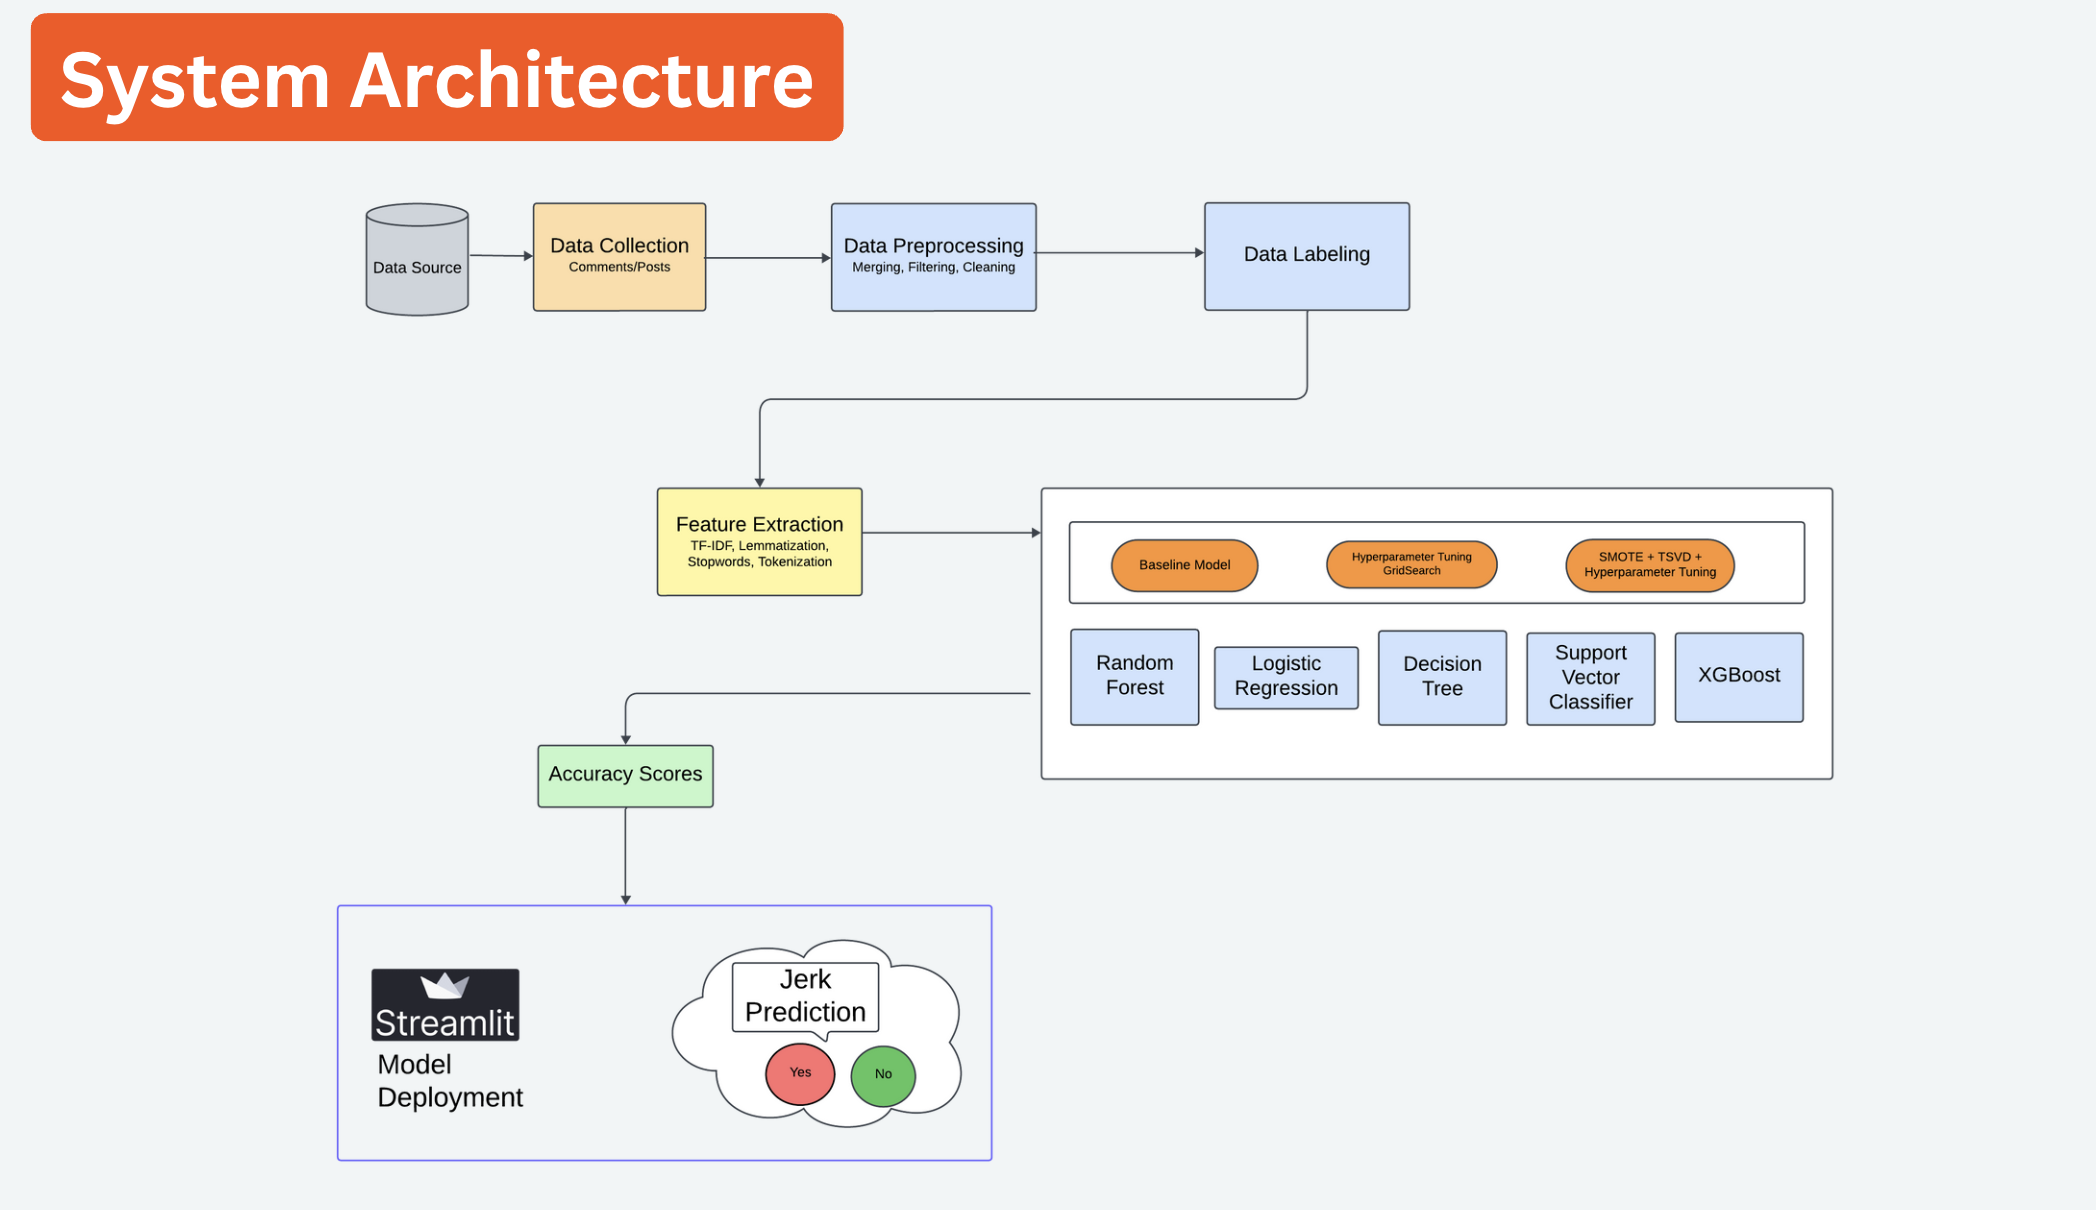 System Architecture
Data Source
Data Collection
Comments/Posts
Data Preprocessing
Merging, Filtering, Cleaning
Data Labeling
Feature Extraction
TF-IDF, Lemmatization,
Stopwords, Tokenization
Baseline Model
Hyperparameter Tuning
GridSearch
SMOTE + TSVD +
Hyperparameter Tuning
Random
Forest
Logistic
Regression
Decision
Tree
Support
Vector
Classifier
XGBoost
Accuracy Scores
Streamlit
Model
Deployment
Jerk
Prediction
Yes
No